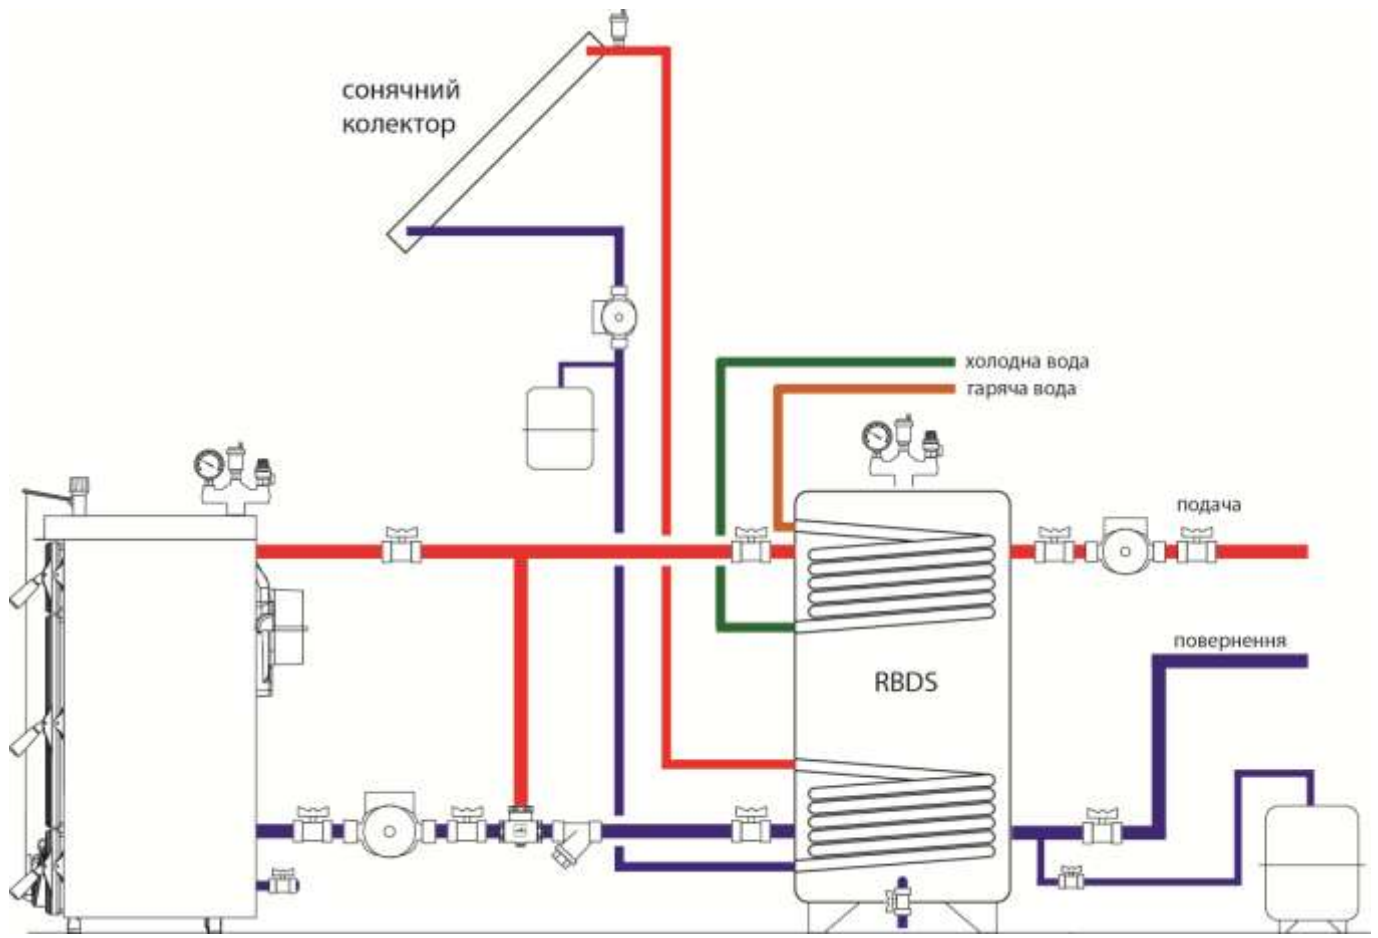 сонячний
колектор
холодна вода
гаряча вода
подача
повернення
RBDS